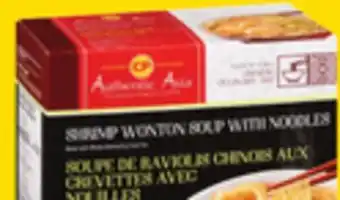 CP
Authentic Asia
SHRIMP WONTON SOUP WITH NOODLES
SOUPE DE RAVIOLIS CHINOIS AUX
CREVETTES AVEC
NOUILLES